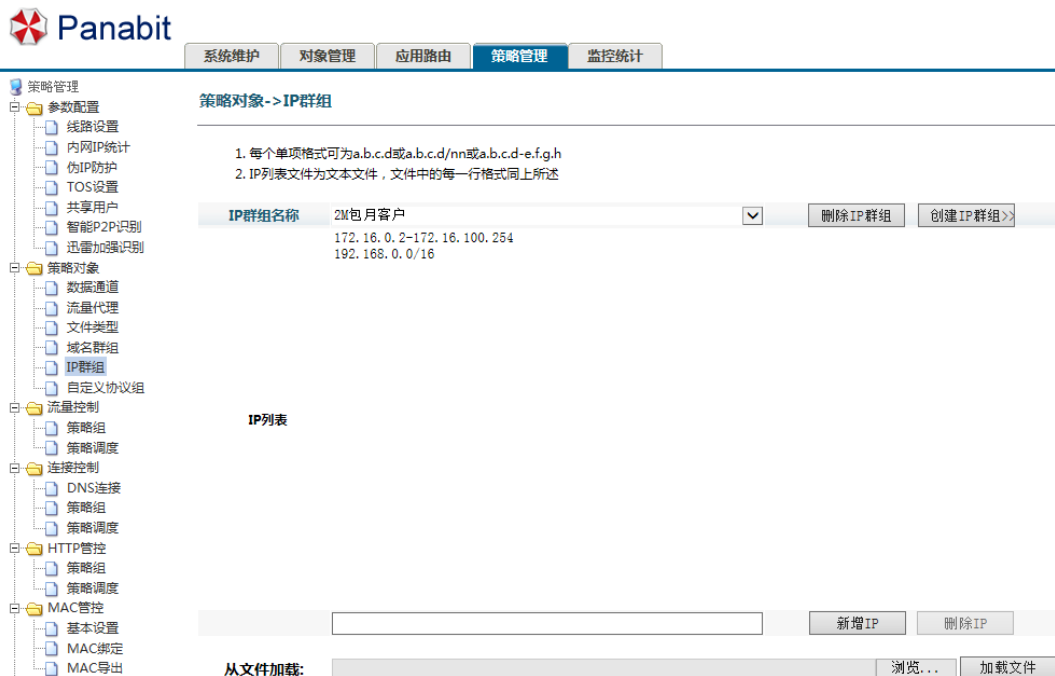 Panabit
系统维护 对象管理 应用路由 策略管理 监控统计
策略管理
参数配置
线路设置
内网IP统计
伪IP防护
TOS设置
共享用户
智能P2P识别
迅雷加强识别
策略对象
数据通道
流量代理
文件类型
域名群组
IP群组
自定义协议组
流量控制
策略组
策略调度
连接控制
DNS连接
策略组
策略调度
HTTP管控
策略组
策略调度
MAC管控
基本设置
MAC绑定
MAC导出
策略对象->IP群组
1. 每个单项格式可为a.b.c.d或a.b.c.d/nn或a.b.c.d-e.f.g.h
2. IP列表文件为文本文件，文件中的每一行格式同上所述
IP群组名称 2M包月客户 删除IP群组 创建IP群组>>
172.16.0.2-172.16.100.254
192.168.0.0/16
IP列表
新增IP 删除IP
从文件加载: 浏览... 加载文件